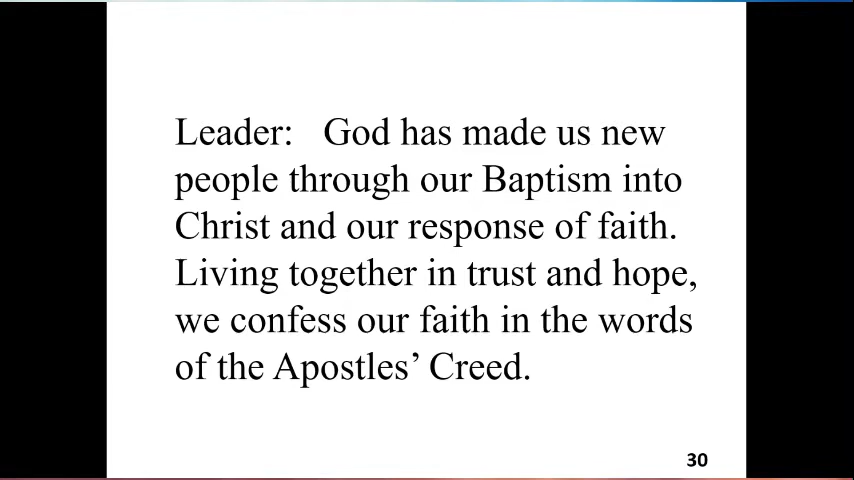 Leader: God has made us new
people through our Baptism into
Christ and our response of faith.
Living together in trust and hope,
we confess our faith in the words
of the Apostles’ Creed.
30